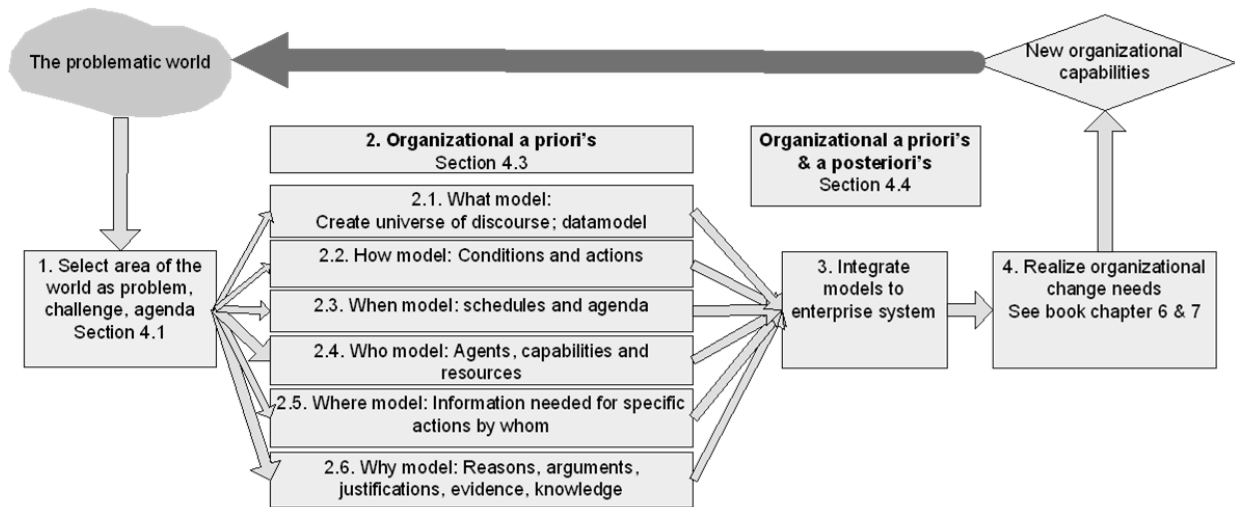 The problematic world
New organizational
capabilities
2. Organizational a priori's
Section 4.3
Organizational a priori's
& a posteriori's
Section 4.4
1. Select area of the
world as problem,
challenge, agenda
Section 4.1
2.1. What model:
Create universe of discourse; datamodel
2.2. How model: Conditions and actions
2.3. When model: schedules and agenda
2.4. Who model: Agents, capabilities and
resources
2.5. Where model: Information needed for specific
actions by whom
2.6. Why model: Reasons, arguments,
justifications, evidence, knowledge
3. Integrate
models to
enterprise system
4. Realize organizational
change needs
See book chapter 6 & 7